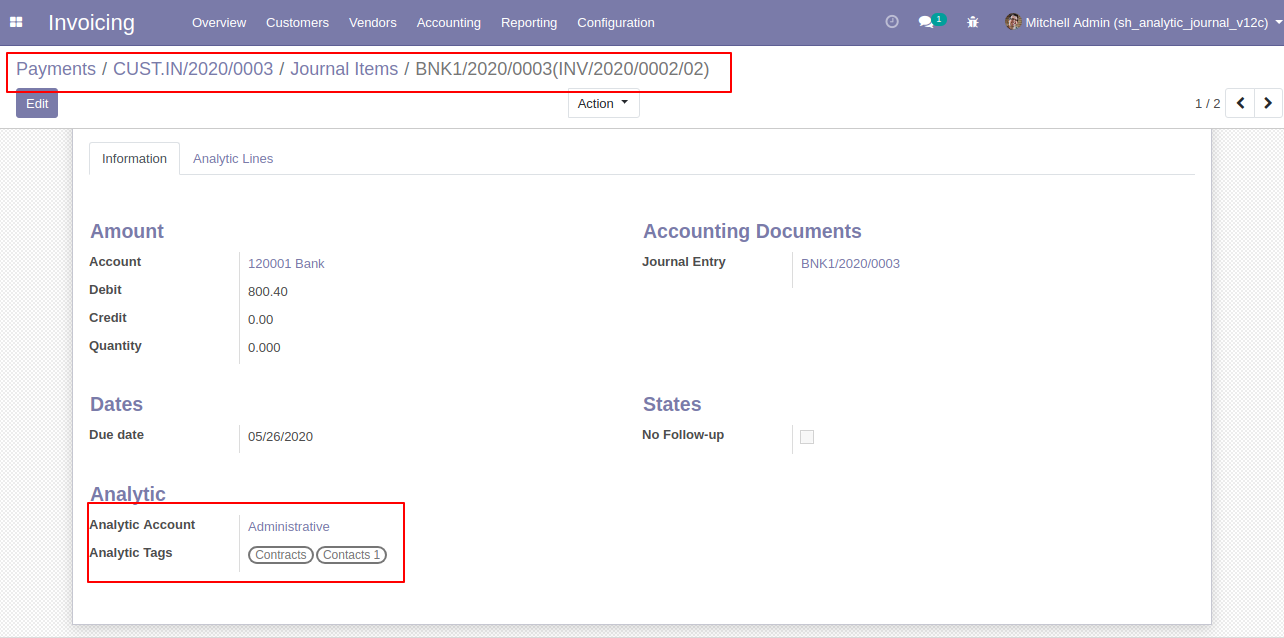 Invoicing Overview Customers Vendors Accounting Reporting Configuration 1 Mitchell Admin (sh_analytic_journal_v12c)
Payments / CUST.IN/2020/0003 / Journal Items / BNK1/2020/0003(INV/2020/0002/02)
Edit Action 1 / 2
Information Analytic Lines
Amount
Account 120001 Bank
Debit 800.40
Credit 0.00
Quantity 0.000
Accounting Documents
Journal Entry BNK1/2020/0003
Dates
Due date 05/26/2020
States
No Follow-up
Analytic
Analytic Account Administrative
Analytic Tags Contracts Contacts 1